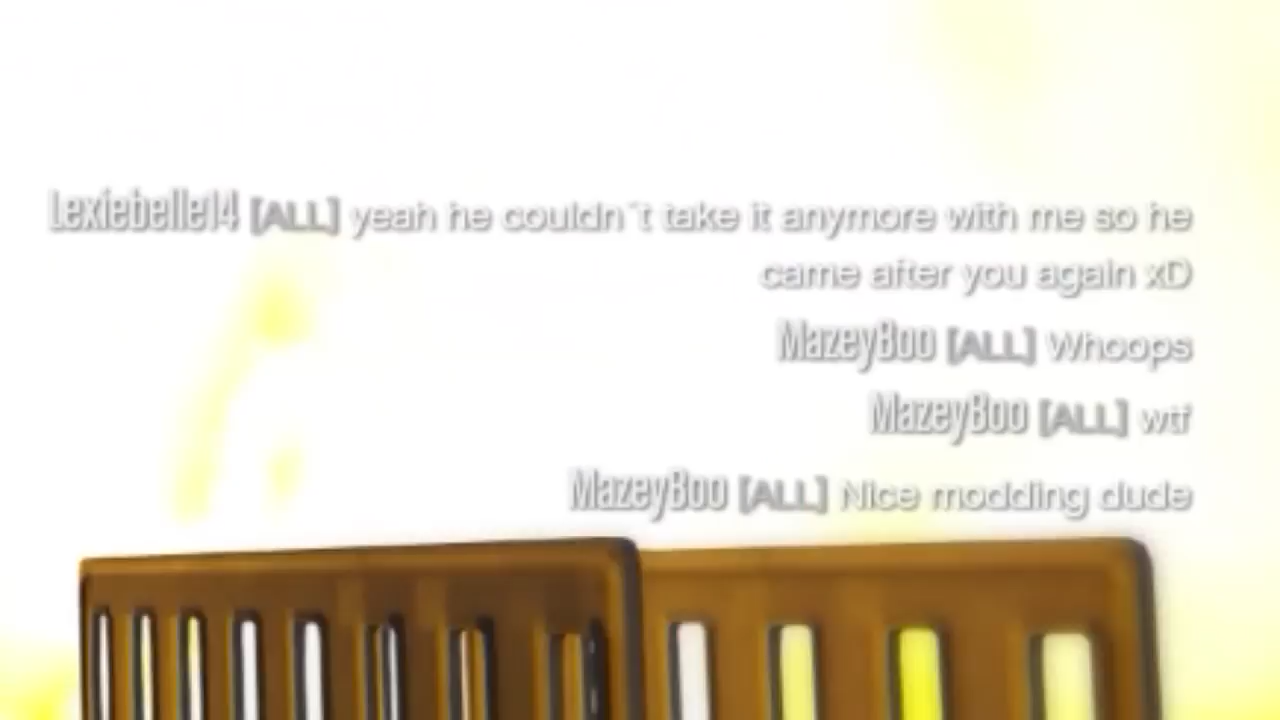 Lexiebelle14 [ALL] yeah he couldn´t take it anymore with me so he
came after you again xD
MazeyBoo [ALL] Whoops
MazeyBoo [ALL] wtf
MazeyBoo [ALL] Nice modding dude